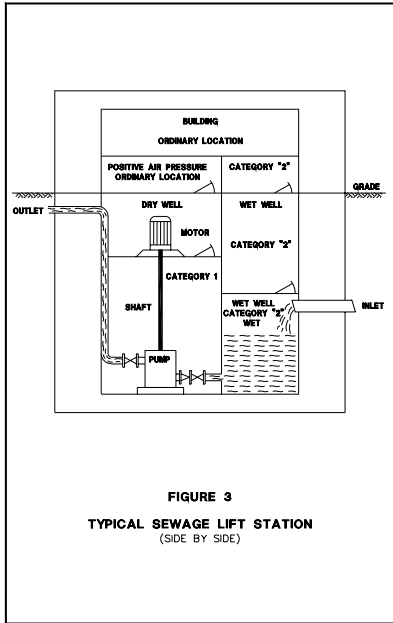 BUILDING
ORDINARY LOCATION
POSITIVE AIR PRESSURE
ORDINARY LOCATION
CATEGORY "2"
GRADE
OUTLET
DRY WELL
WET WELL
MOTOR
CATEGORY "2"
CATEGORY 1
SHAFT
WET WELL
CATEGORY "2"
WET
INLET
PUMP
FIGURE 3
TYPICAL SEWAGE LIFT STATION
(SIDE BY SIDE)